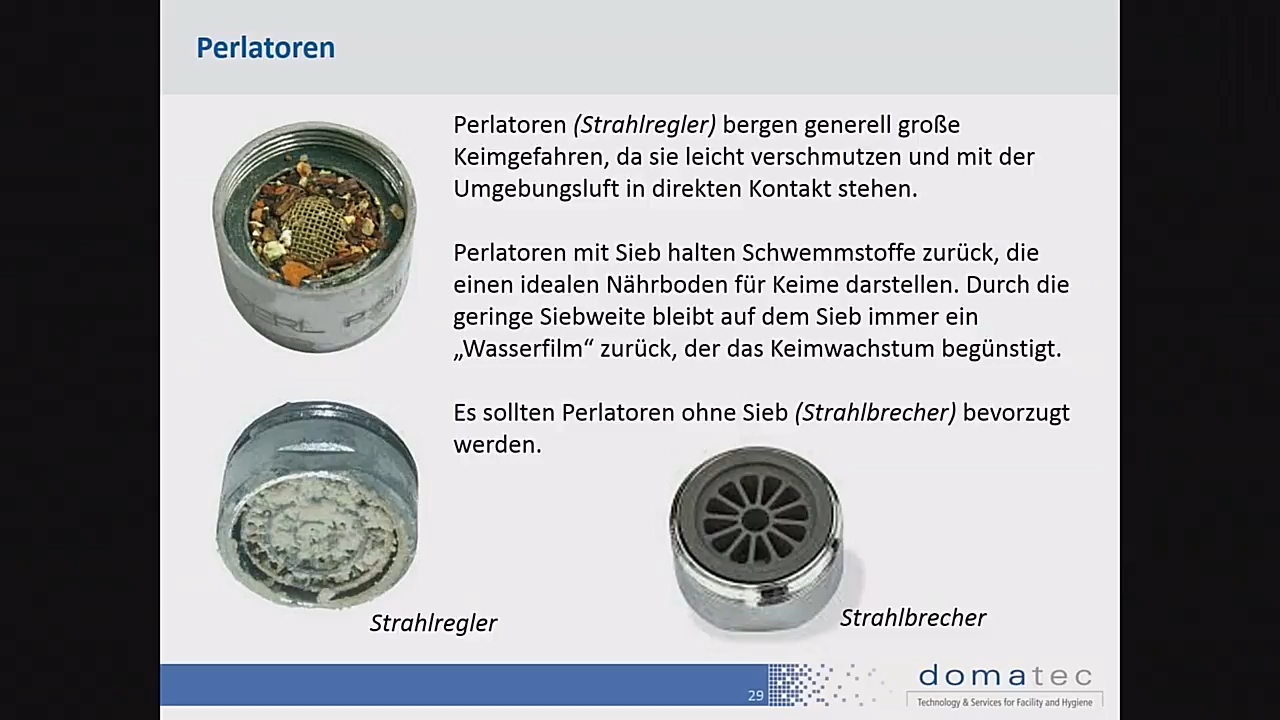 Perlatoren
Perlatoren (Strahlregler) bergen generell große
Keimgefahren, da sie leicht verschmutzen und mit der
Umgebungsluft in direkten Kontakt stehen.
Perlatoren mit Sieb halten Schwemmstoffe zurück, die
einen idealen Nährboden für Keime darstellen. Durch die
geringe Siebweite bleibt auf dem Sieb immer ein
„Wasserfilm“ zurück, der das Keimwachstum begünstigt.
Es sollten Perlatoren ohne Sieb (Strahlbrecher) bevorzugt
werden.
Strahlregler
Strahlbrecher
29
domatec
Technology & Services for Facility and Hygiene